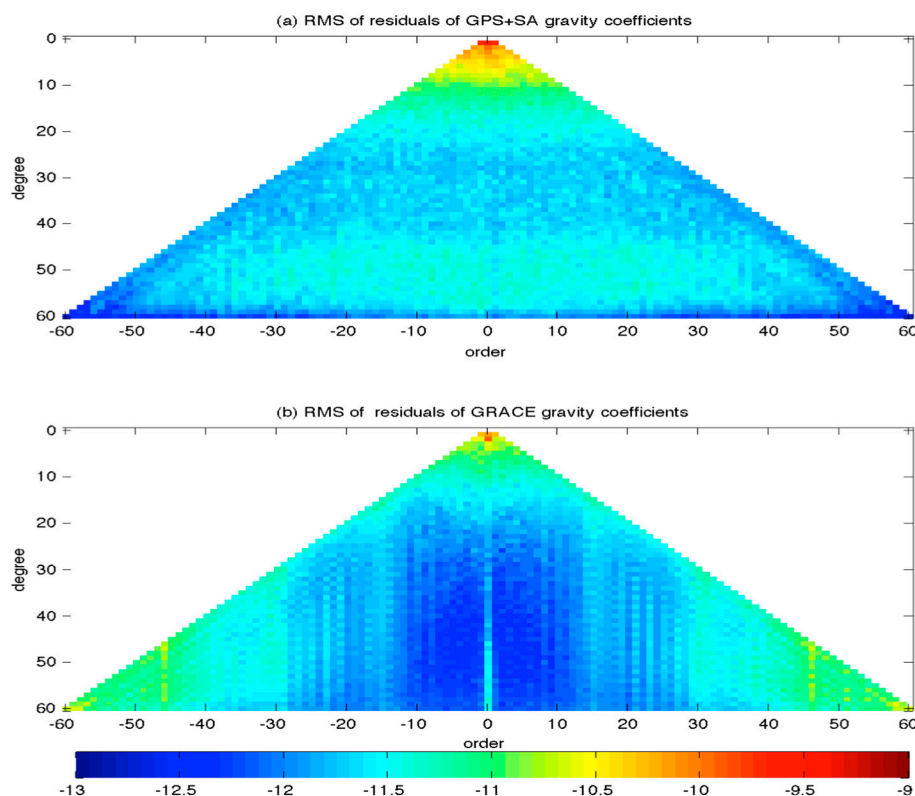 (a) RMS of residuals of GPS+SA gravity coefficients
0
10
20
30
40
50
60
degree
-60 -50 -40 -30 -20 -10 0 10 20 30 40 50 60
order
(b) RMS of residuals of GRACE gravity coefficients
0
10
20
30
40
50
60
degree
-60 -50 -40 -30 -20 -10 0 10 20 30 40 50 60
order
-13 -12.5 -12 -11.5 -11 -10.5 -10 -9.5 -9